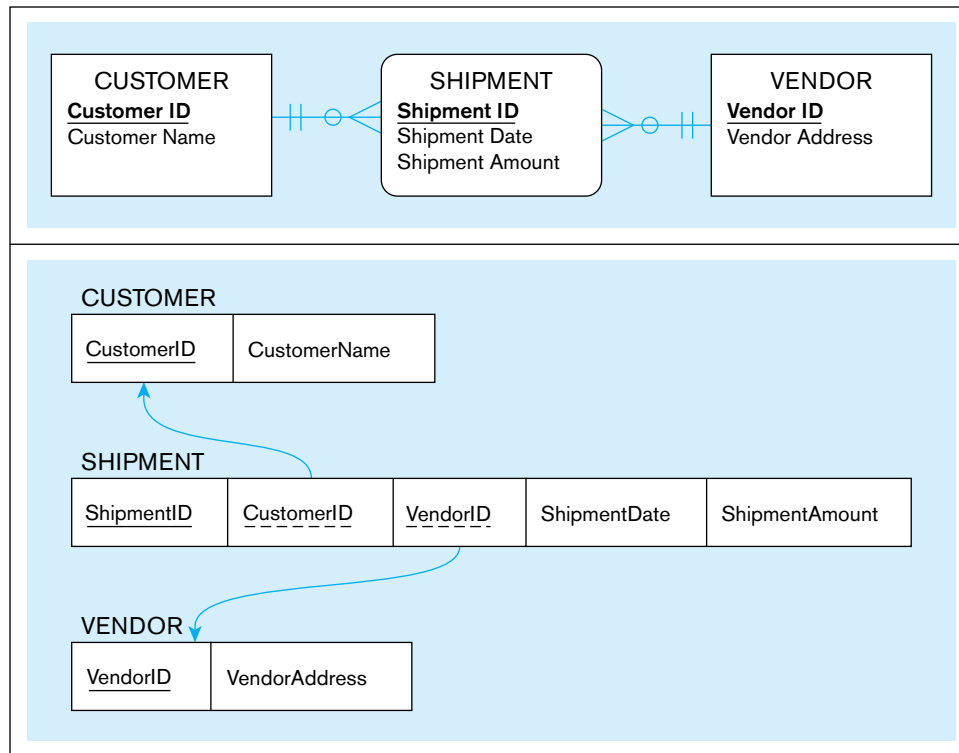 CUSTOMER
Customer ID
Customer Name
SHIPMENT
Shipment ID
Shipment Date
Shipment Amount
VENDOR
Vendor ID
Vendor Address
CUSTOMER
CustomerID CustomerName
SHIPMENT
ShipmentID CustomerID VendorID ShipmentDate ShipmentAmount
VENDOR
VendorID VendorAddress